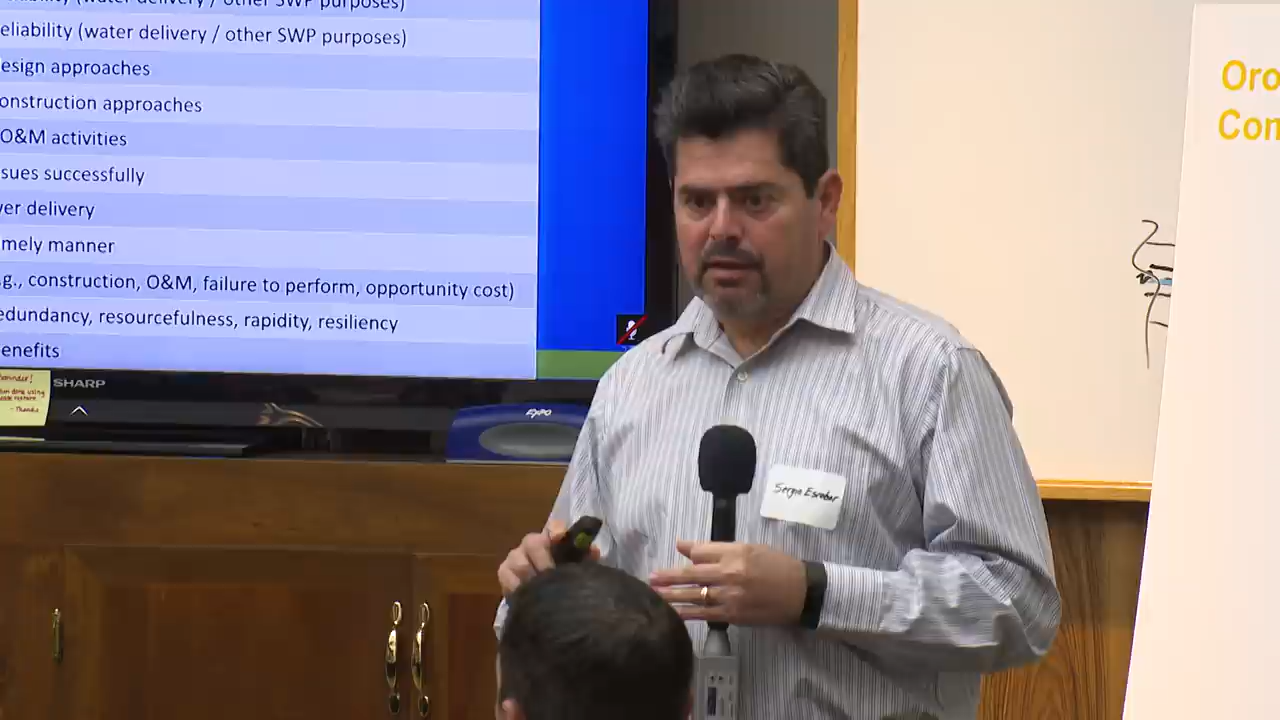 eliability (water delivery / other SWP purposes)
esign approaches
onstruction approaches
O&M activities
sues successfully
ver delivery
mely manner
g., construction, O&M, failure to perform, opportunity cost)
edundancy, resourcefulness, rapidity, resiliency
enefits
SHARP
EXPO
Sergio Escobar
Oro
Com